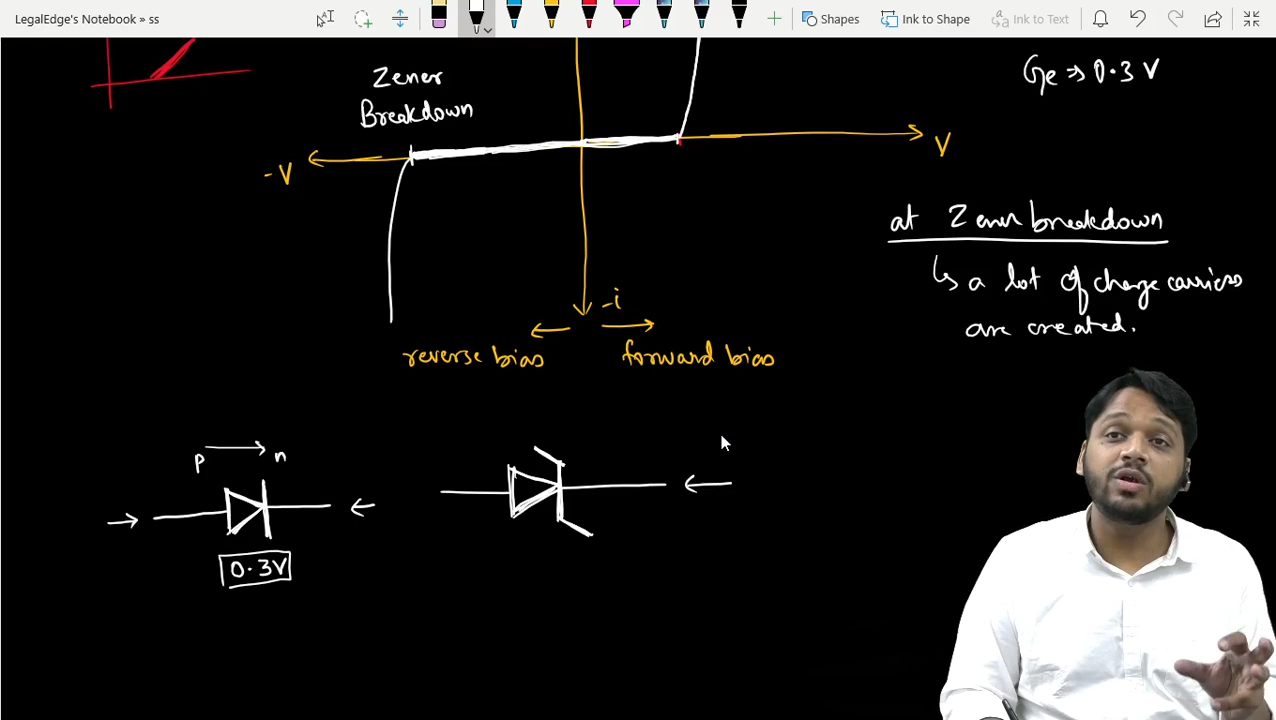 LegalEdge's Notebook » ss
Shapes
Ink to Shape
Ink to Text
Zener
Breakdown
Ge => 0.3 V
-V
V
at Zener breakdown
↳ a lot of charge carriers
are created.
-i
reverse bias
forward bias
p → n
0.3V